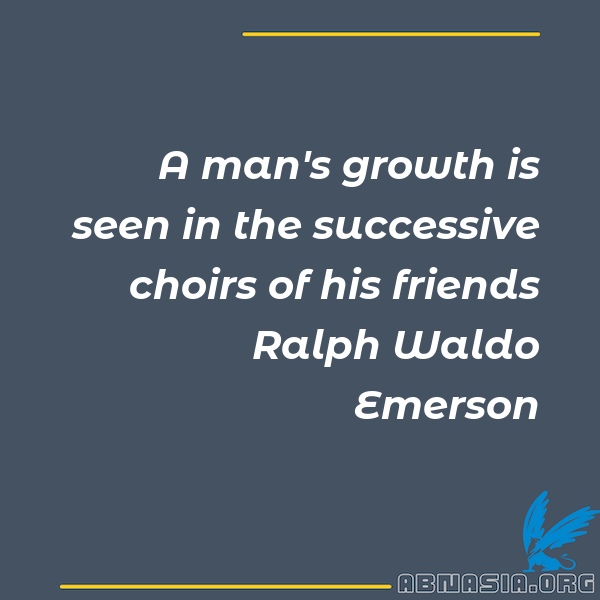 A man's growth is
seen in the successive
choirs of his friends
Ralph Waldo
Emerson
ABNASIA.ORG